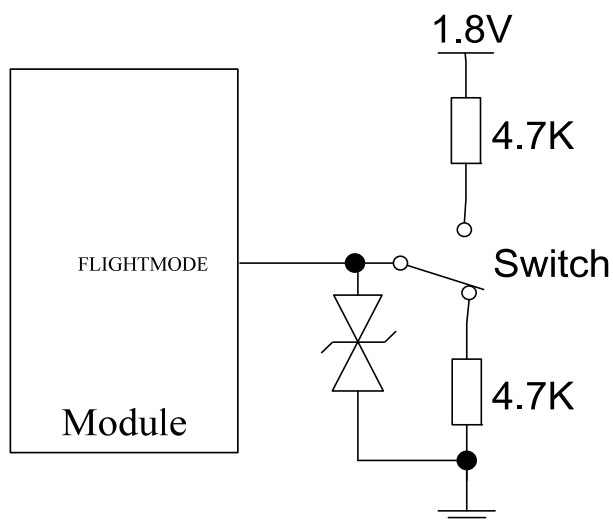 1.8V
4.7K
FLIGHTMODE
Switch
4.7K
Module